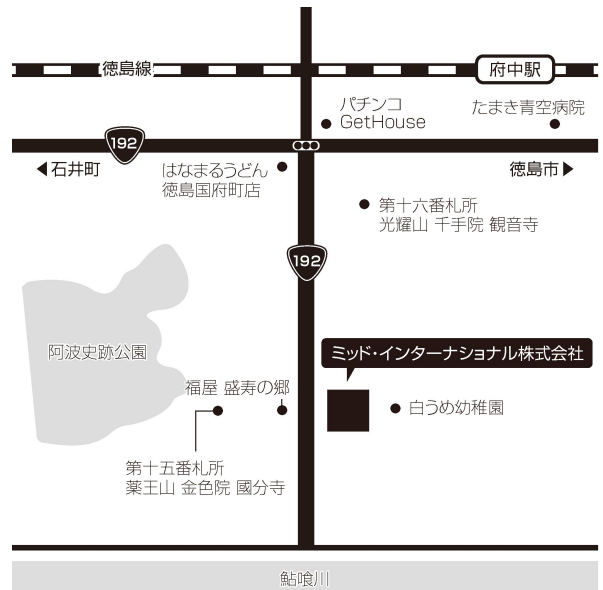 徳島線
府中駅
パチンコ
GetHouse
たまき青空病院
192
石井町
はなまるうどん
徳島国府町店
徳島市
第十六番札所
光耀山 千手院 観音寺
192
阿波史跡公園
ミッド・インターナショナル株式会社
福屋 盛寿の郷
白うめ幼稚園
第十五番札所
薬王山 金色院 國分寺
鮎喰川